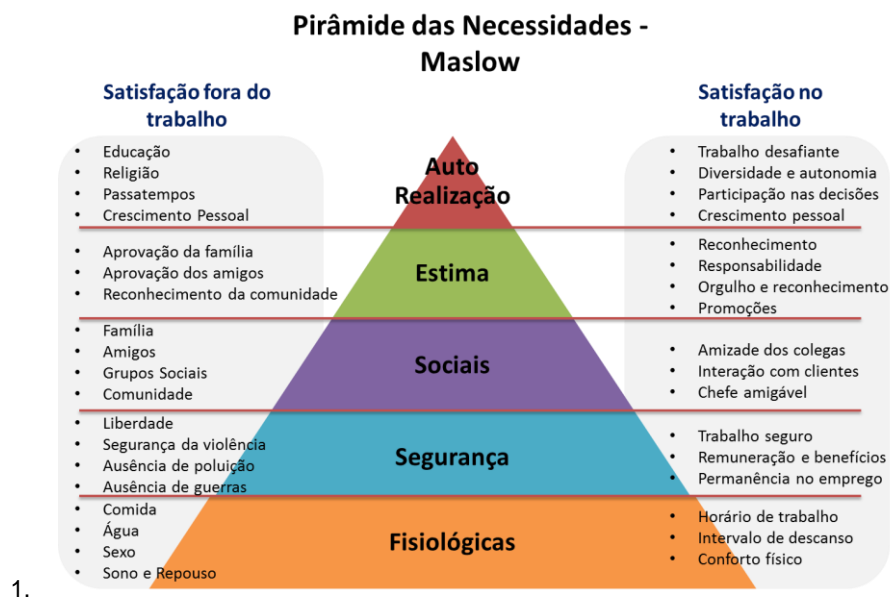 Pirâmide das Necessidades -
Maslow
Satisfação fora do
trabalho
• Educação
• Religião
• Passatempos
• Crescimento Pessoal
• Aprovação da família
• Aprovação dos amigos
• Reconhecimento da comunidade
• Família
• Amigos
• Grupos Sociais
• Comunidade
• Liberdade
• Segurança da violência
• Ausência de poluição
• Ausência de guerras
• Comida
• Água
• Sexo
• Sono e Repouso
Auto
Realização
Estima
Sociais
Segurança
Fisiológicas
Satisfação no
trabalho
• Trabalho desafiante
• Diversidade e autonomia
• Participação nas decisões
• Crescimento pessoal
• Reconhecimento
• Responsabilidade
• Orgulho e reconhecimento
• Promoções
• Amizade dos colegas
• Interação com clientes
• Chefe amigável
• Trabalho seguro
• Remuneração e benefícios
• Permanência no emprego
• Horário de trabalho
• Intervalo de descanso
• Conforto físico
1.